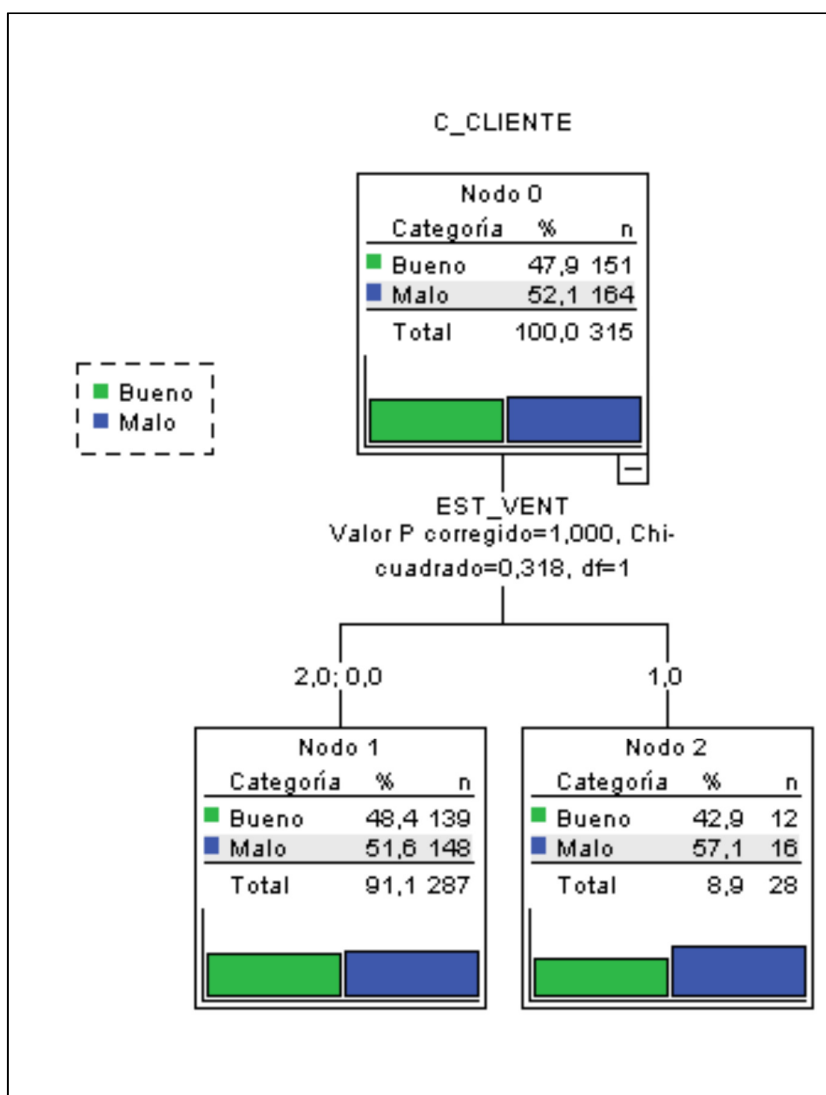 C_CLIENTE
Nodo 0
Categoría % n
Bueno 47,9 151
Malo 52,1 164
Total 100,0 315
Bueno
Malo
EST_VENT
Valor P corregido=1,000, Chi-
cuadrado=0,318, df=1
2,0; 0,0
1,0
Nodo 1
Categoría % n
Bueno 48,4 139
Malo 51,6 148
Total 91,1 287
Nodo 2
Categoría % n
Bueno 42,9 12
Malo 57,1 16
Total 8,9 28